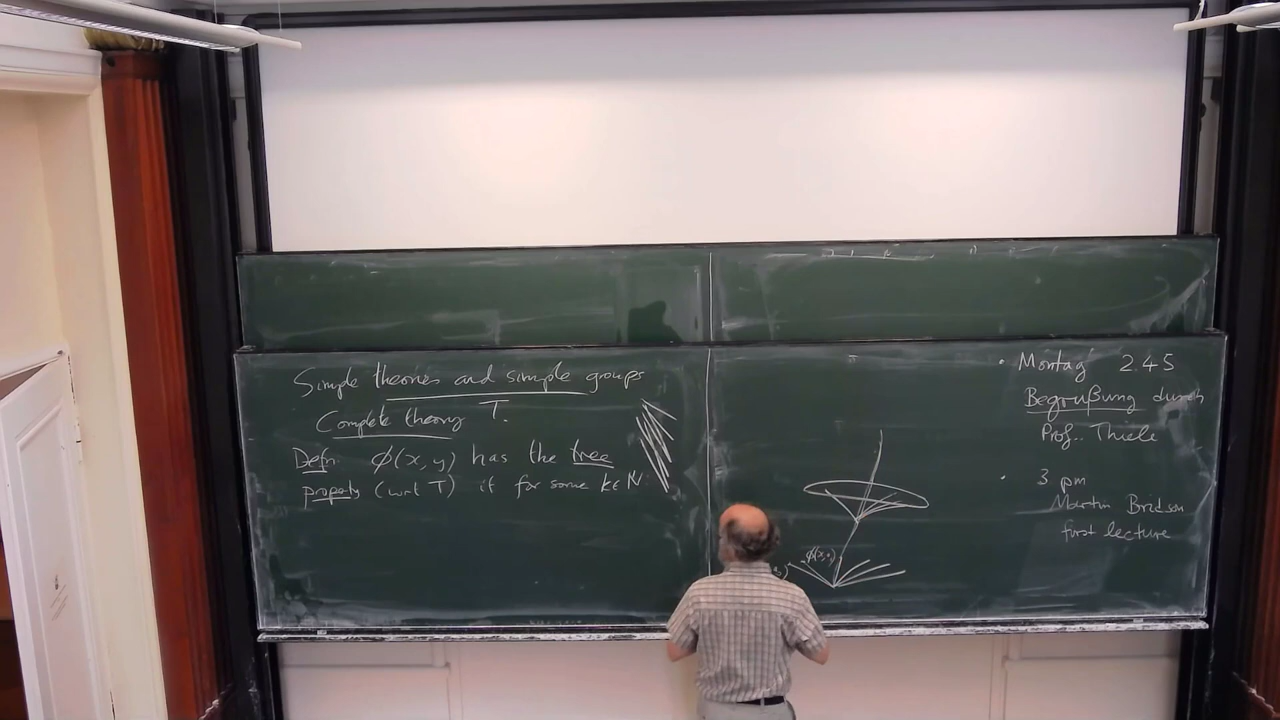 Simple theories and simple groups
Complete theory T.
Defn: ϕ(x,y) has the tree
property (wrt T) if for some k∈ℕ
ϕ(x,
• Montag 2.45
Begrüßung durch
Prof. Thiele
• 3 pm
Martin Bridson
first lecture